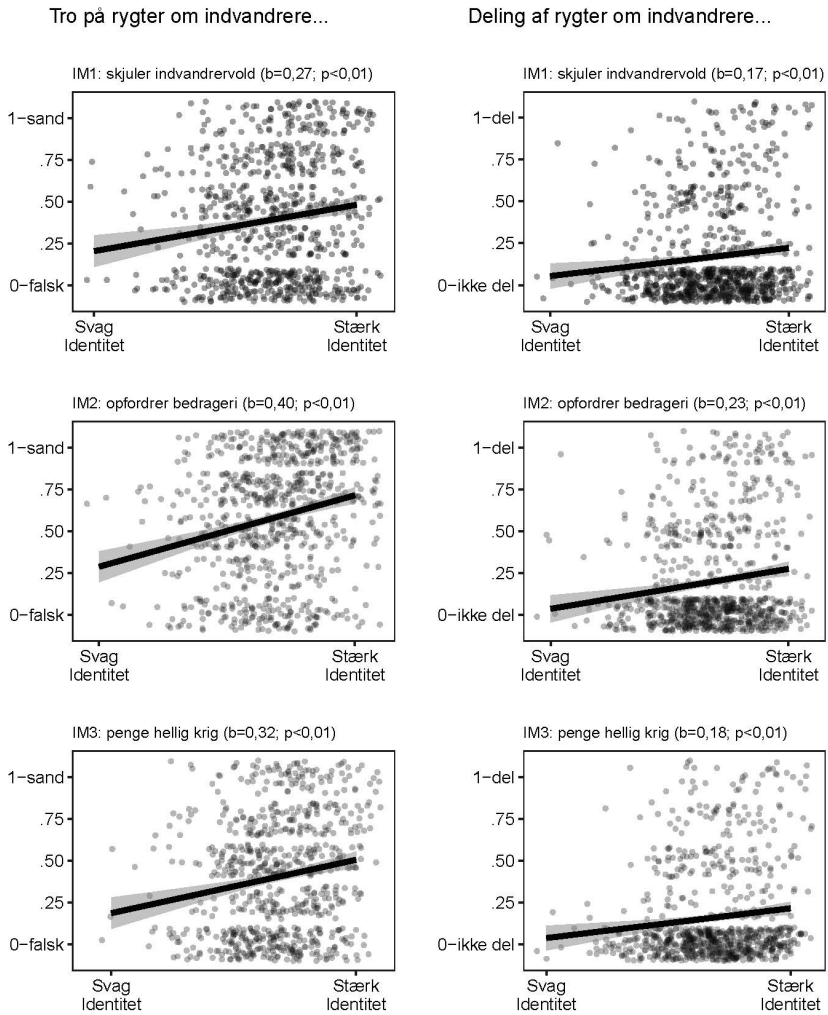 Tro på rygter om indvandrere...
Deling af rygter om indvandrere...
IM1: skjuler indvandrervold (b=0,27; p<0,01)
1−sand
.75
.50
.25
0−falsk
Svag
Identitet
Stærk
Identitet
IM1: skjuler indvandrervold (b=0,17; p<0,01)
1−del
.75
.50
.25
0−ikke del
Svag
Identitet
Stærk
Identitet
IM2: opfordrer bedrageri (b=0,40; p<0,01)
1−sand
.75
.50
.25
0−falsk
Svag
Identitet
Stærk
Identitet
IM2: opfordrer bedrageri (b=0,23; p<0,01)
1−del
.75
.50
.25
0−ikke del
Svag
Identitet
Stærk
Identitet
IM3: penge hellig krig (b=0,32; p<0,01)
1−sand
.75
.50
.25
0−falsk
Svag
Identitet
Stærk
Identitet
IM3: penge hellig krig (b=0,18; p<0,01)
1−del
.75
.50
.25
0−ikke del
Svag
Identitet
Stærk
Identitet